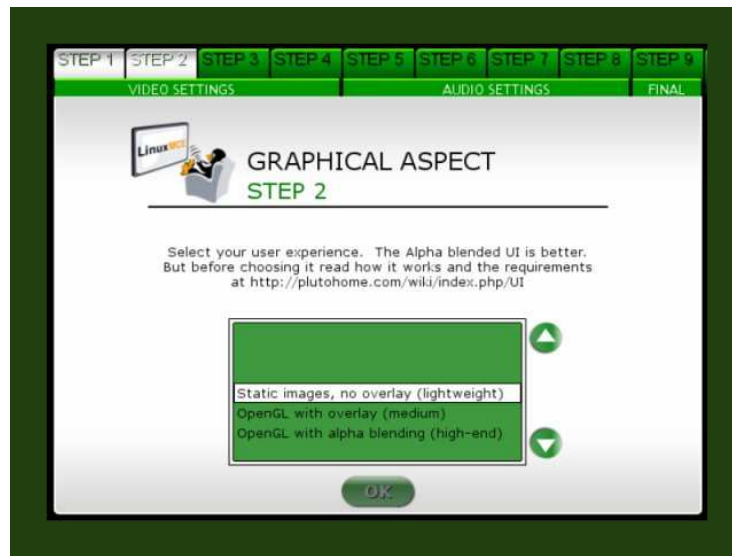 STEP 1 STEP 2 STEP 3 STEP 4 STEP 5 STEP 6 STEP 7 STEP 8 STEP 9
VIDEO SETTINGS AUDIO SETTINGS FINAL
LinuxMCE
GRAPHICAL ASPECT
STEP 2
Select your user experience. The Alpha blended UI is better.
But before choosing it read how it works and the requirements
at http://plutohome.com/wiki/index.php/UI
Static images, no overlay (lightweight)
OpenGL with overlay (medium)
OpenGL with alpha blending (high-end)
OK